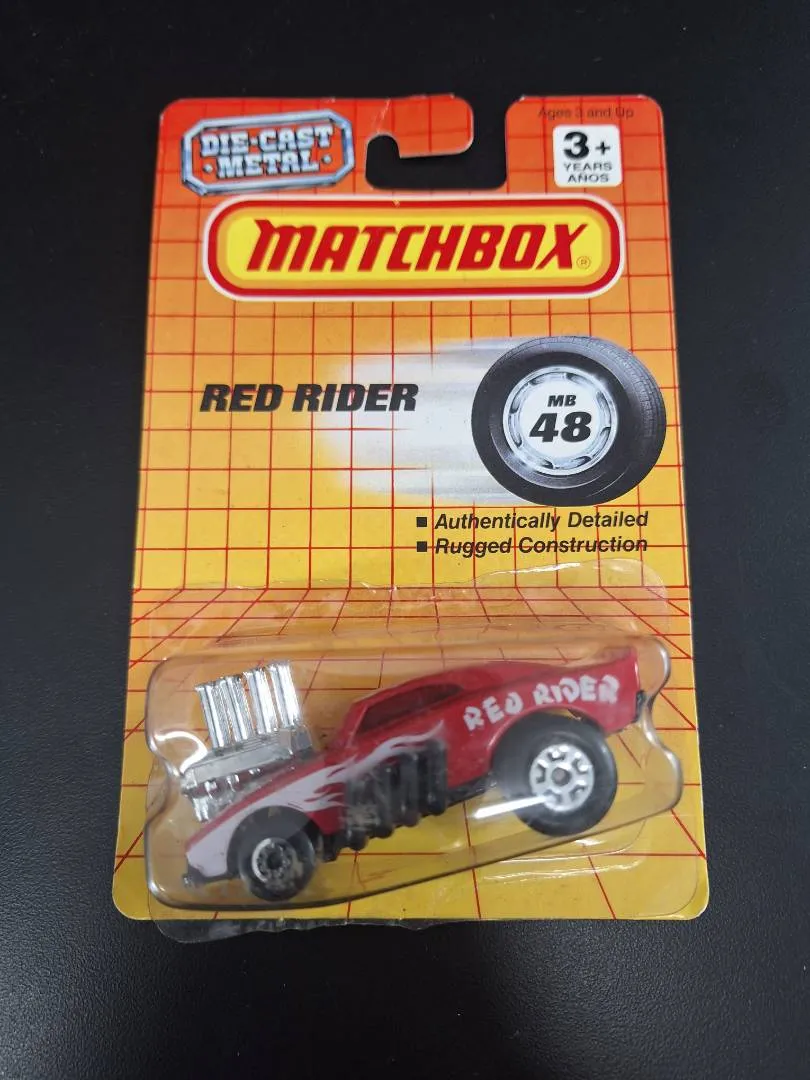 Ages 3 and Up
DIE-CAST
•METAL•
3+
YEARS
AÑOS
MATCHBOX®
RED RIDER
MB
48
■ Authentically Detailed
■ Rugged Construction
RED RIDER